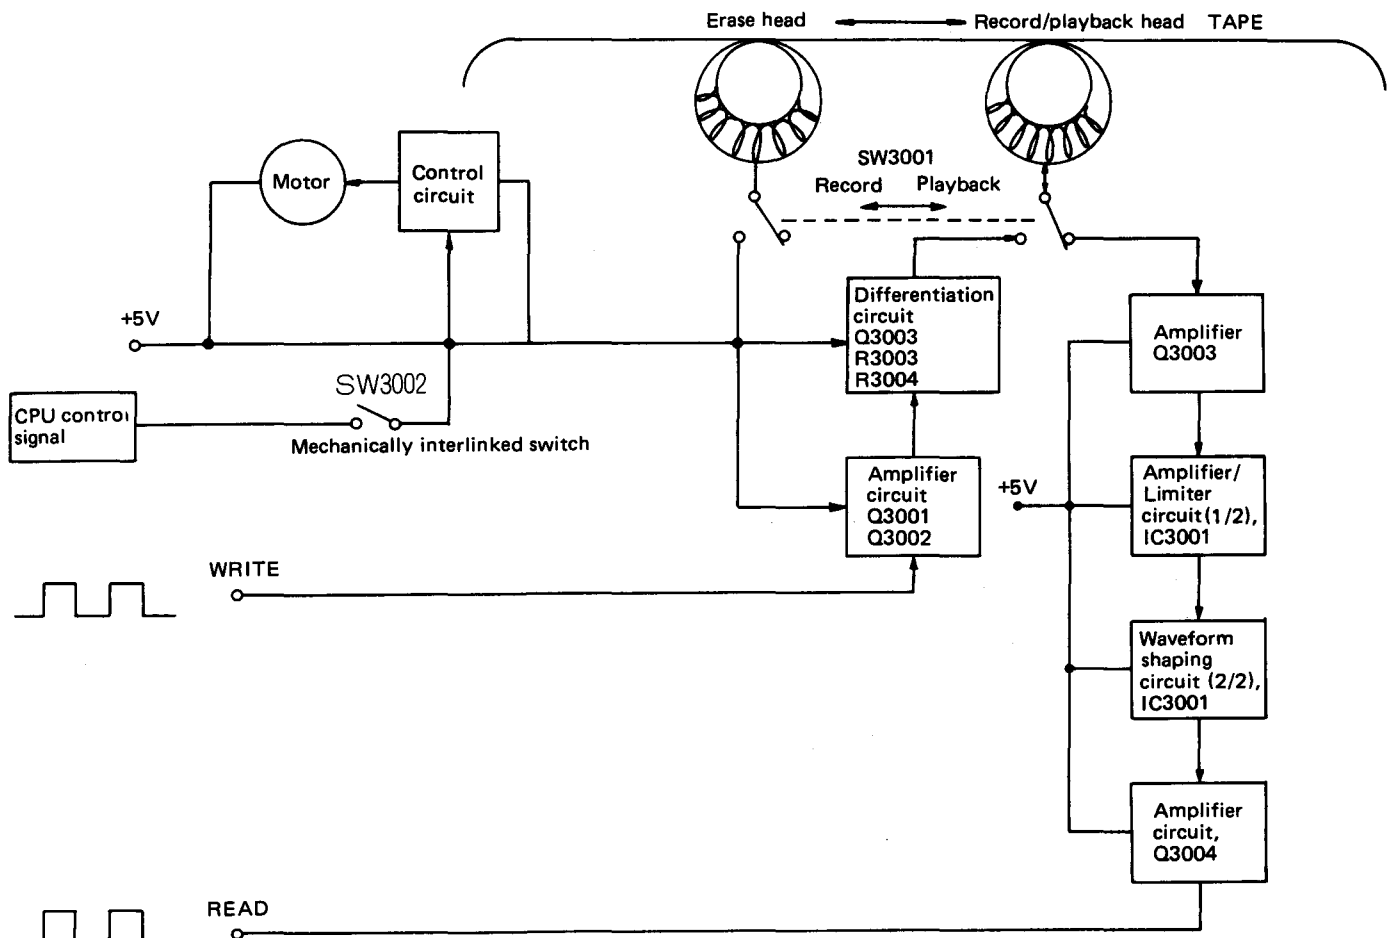 Erase head
Record/playback head
TAPE
SW3001
Record
Playback
Motor
Control
circuit
+5V
CPU control
signal
SW3002
Mechanically interlinked switch
Differentiation
circuit
Q3003
R3003
R3004
Amplifier
circuit
Q3001
Q3002
WRITE
Amplifier
Q3003
+5V
Amplifier/
Limiter
circuit (1/2),
IC3001
Waveform
shaping
circuit (2/2),
IC3001
Amplifier
circuit,
Q3004
READ